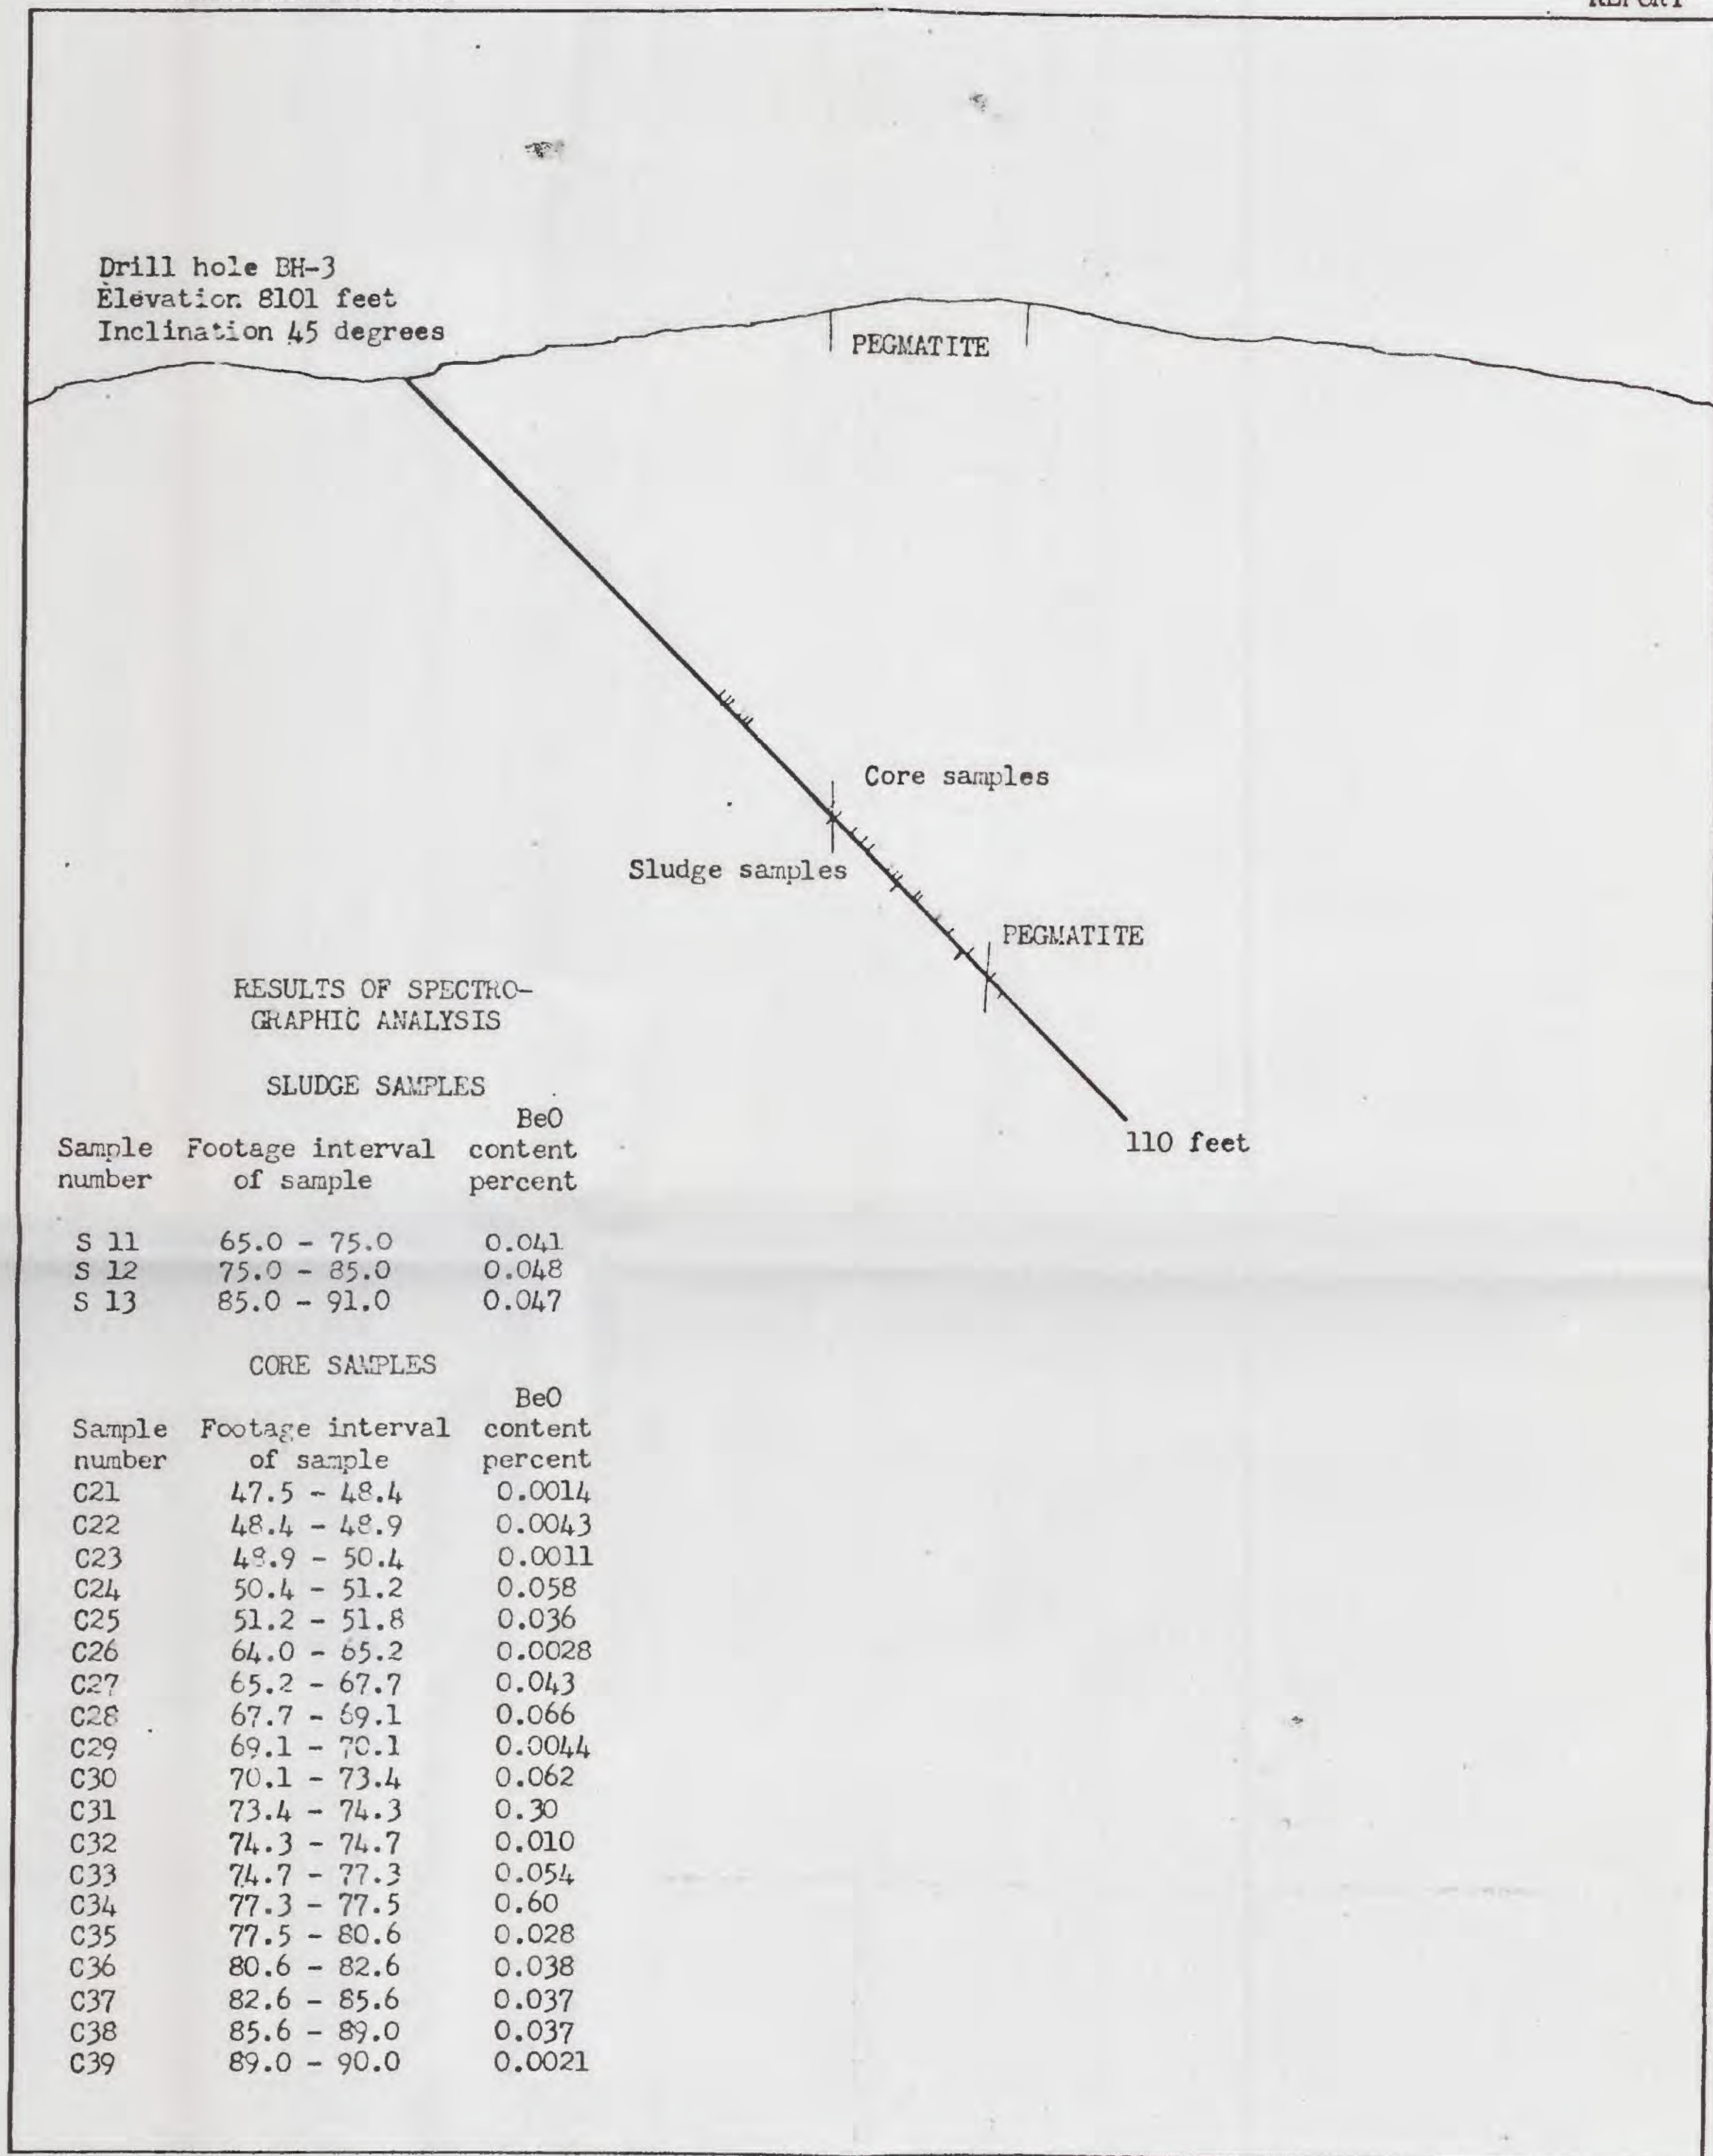 REPORT
Drill hole BH-3
Elevation 8101 feet
Inclination 45 degrees
PEGMATITE
Core samples
Sludge samples
PEGMATITE
110 feet
RESULTS OF SPECTRO-
GRAPHIC ANALYSIS
SLUDGE SAMPLES
BeO
Sample Footage interval content
number of sample percent
S 11 65.0 - 75.0 0.041
S 12 75.0 - 85.0 0.048
S 13 85.0 - 91.0 0.047
CORE SAMPLES
BeO
Sample Footage interval content
number of sample percent
C21 47.5 - 48.4 0.0014
C22 48.4 - 48.9 0.0043
C23 48.9 - 50.4 0.0011
C24 50.4 - 51.2 0.058
C25 51.2 - 51.8 0.036
C26 64.0 - 65.2 0.0028
C27 65.2 - 67.7 0.043
C28 67.7 - 69.1 0.066
C29 69.1 - 70.1 0.0044
C30 70.1 - 73.4 0.062
C31 73.4 - 74.3 0.30
C32 74.3 - 74.7 0.010
C33 74.7 - 77.3 0.054
C34 77.3 - 77.5 0.60
C35 77.5 - 80.6 0.028
C36 80.6 - 82.6 0.038
C37 82.6 - 85.6 0.037
C38 85.6 - 89.0 0.037
C39 89.0 - 90.0 0.0021